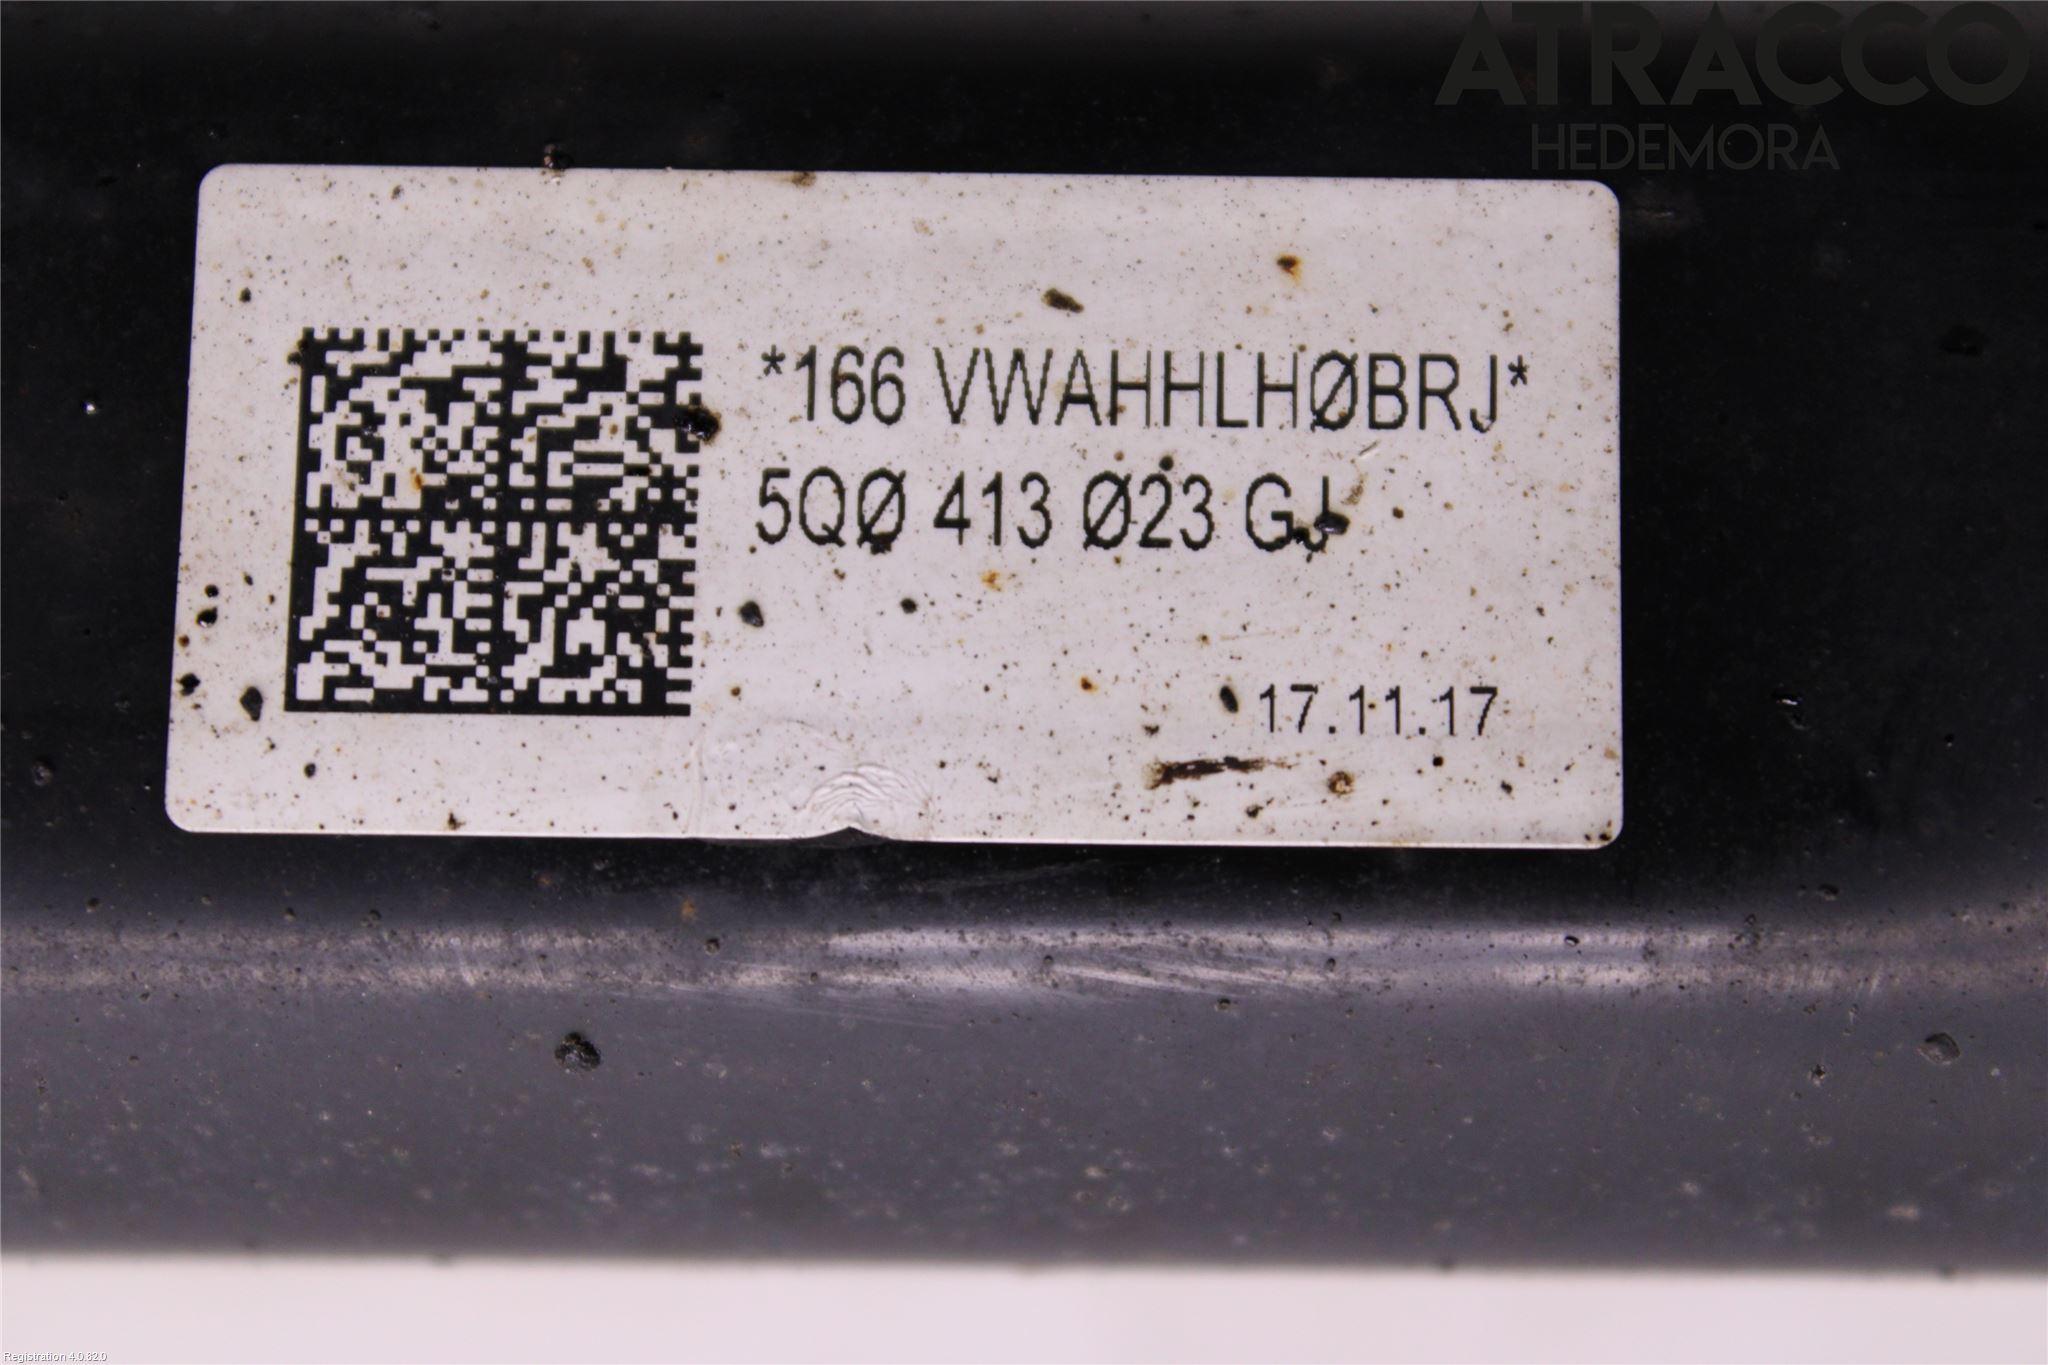 ATRACCO
HEDEMORA
*166 VWAHHLHØBRJ*
5QØ 413 Ø23 GJ
17.11.17
Registration 4.0.82.0